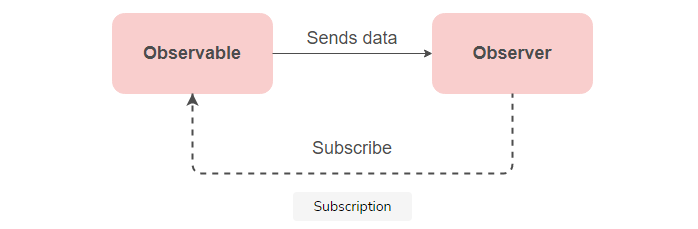 Sends data
Observable
Observer
Subscribe
Subscription